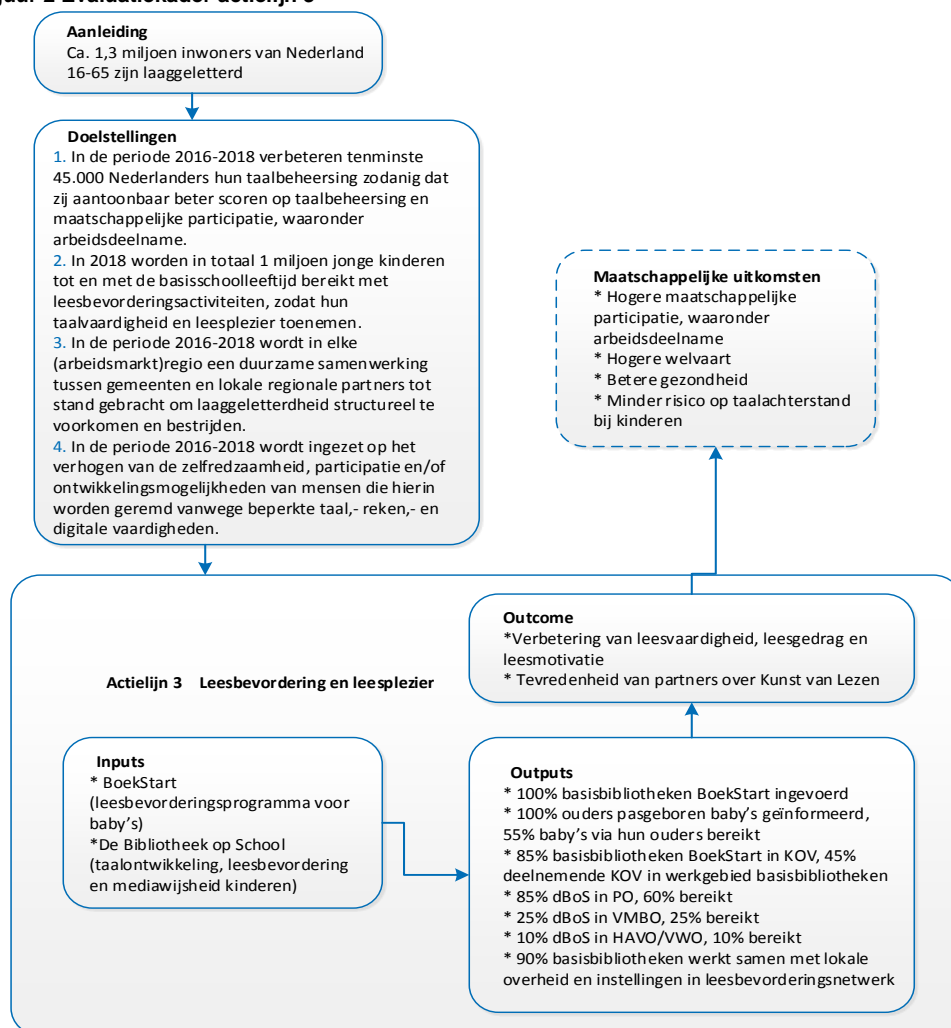 Aanleiding
Ca. 1,3 miljoen inwoners van Nederland
16-65 zijn laaggeletterd
Doelstellingen
1. In de periode 2016-2018 verbeteren tenminste
45.000 Nederlanders hun taalbeheersing zodanig dat
zij aantoonbaar beter scoren op taalbeheersing en
maatschappelijke participatie, waaronder
arbeidsdeelname.
2. In 2018 worden in totaal 1 miljoen jonge kinderen
tot en met de basisschoolleeftijd bereikt met
leesbevorderingsactiviteiten, zodat hun
taalvaardigheid en leesplezier toenemen.
3. In de periode 2016-2018 wordt in elke
(arbeidsmarkt)regio een duurzame samenwerking
tussen gemeenten en lokale regionale partners tot
stand gebracht om laaggeletterdheid structureel te
voorkomen en bestrijden.
4. In de periode 2016-2018 wordt ingezet op het
verhogen van de zelfredzaamheid, participatie en/of
ontwikkelingsmogelijkheden van mensen die hierin
worden geremd vanwege beperkte taal,- reken,- en
digitale vaardigheden.
Maatschappelijke uitkomsten
* Hogere maatschappelijke
participatie, waaronder
arbeidsdeelname
* Hogere welvaart
* Betere gezondheid
* Minder risico op taalachterstand
bij kinderen
Outcome
*Verbetering van leesvaardigheid, leesgedrag en
leesmotivatie
* Tevredenheid van partners over Kunst van Lezen
Actielijn 3 Leesbevordering en leesplezier
Inputs
* BoekStart
(leesbevorderingsprogramma voor
baby's)
*De Bibliotheek op School
(taalontwikkeling, leesbevordering
en mediawijsheid kinderen)
Outputs
* 100% basisbibliotheken BoekStart ingevoerd
* 100% ouders pasgeboren baby's geïnformeerd,
55% baby's via hun ouders bereikt
* 85% basisbibliotheken BoekStart in KOV, 45%
deelnemende KOV in werkgebied basisbibliotheken
* 85% dBoS in PO, 60% bereikt
* 25% dBoS in VMBO, 25% bereikt
* 10% dBoS in HAVO/VWO, 10% bereikt
* 90% basisbibliotheken werkt samen met lokale
overheid en instellingen in leesbevorderingsnetwerk